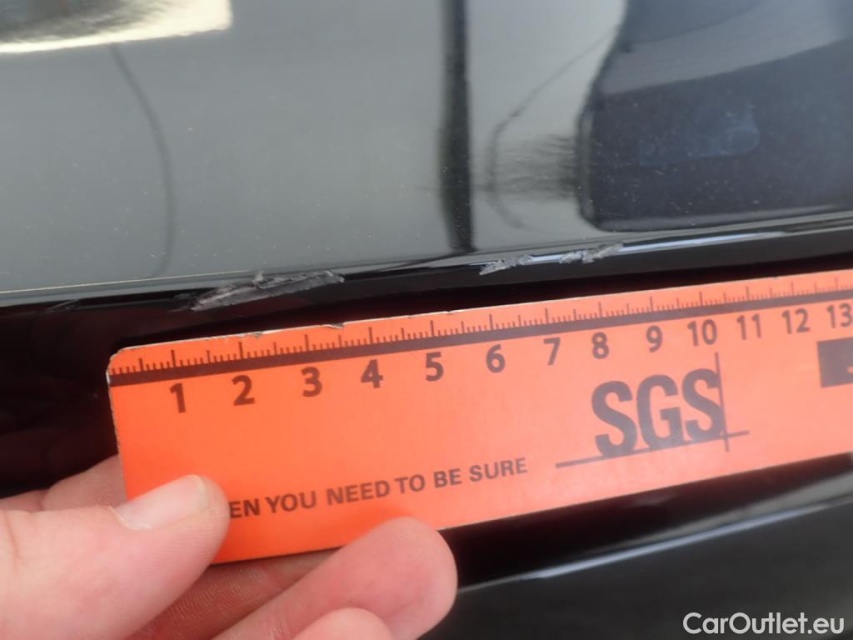 1 2 3 4 5 6 7 8 9 10 11 12 13
SGS
EN YOU NEED TO BE SURE
CarOutlet.eu